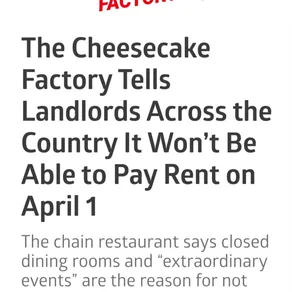 FACTORY
The Cheesecake
Factory Tells
Landlords Across the
Country It Won't Be
Able to Pay Rent on
April 1
The chain restaurant says closed
dining rooms and “extraordinary
events” are the reason for not